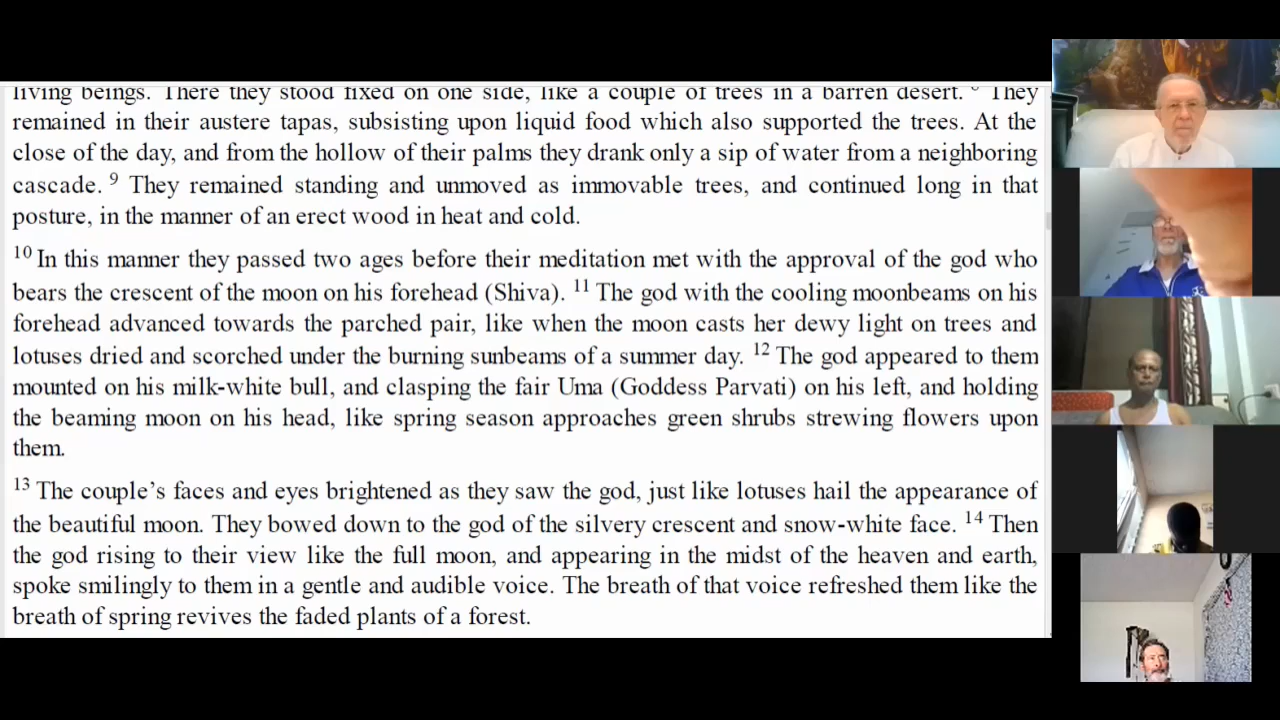 living beings. There they stood fixed on one side, like a couple of trees in a barren desert. They
remained in their austere tapas, subsisting upon liquid food which also supported the trees. At the
close of the day, and from the hollow of their palms they drank only a sip of water from a neighboring
cascade. 9 They remained standing and unmoved as immovable trees, and continued long in that
posture, in the manner of an erect wood in heat and cold.
10 In this manner they passed two ages before their meditation met with the approval of the god who
bears the crescent of the moon on his forehead (Shiva). 11 The god with the cooling moonbeams on his
forehead advanced towards the parched pair, like when the moon casts her dewy light on trees and
lotuses dried and scorched under the burning sunbeams of a summer day. 12 The god appeared to them
mounted on his milk-white bull, and clasping the fair Uma (Goddess Parvati) on his left, and holding
the beaming moon on his head, like spring season approaches green shrubs strewing flowers upon
them.
13 The couple’s faces and eyes brightened as they saw the god, just like lotuses hail the appearance of
the beautiful moon. They bowed down to the god of the silvery crescent and snow-white face. 14 Then
the god rising to their view like the full moon, and appearing in the midst of the heaven and earth,
spoke smilingly to them in a gentle and audible voice. The breath of that voice refreshed them like the
breath of spring revives the faded plants of a forest.